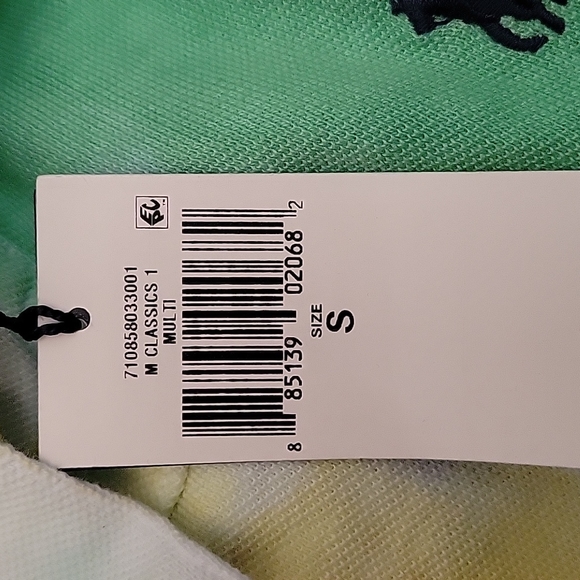 710858033001
M CLASSICS 1
MULTI
8 85139 02068 2
SIZE
S